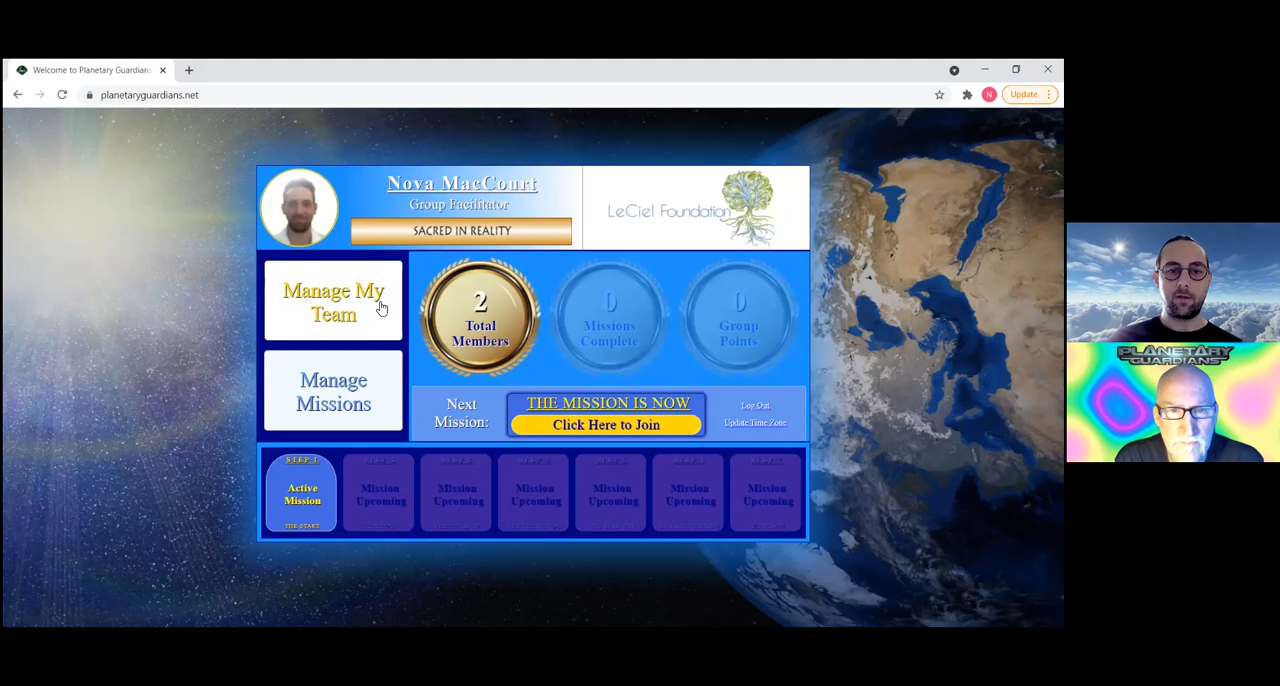 Welcome to Planetary Guardians
planetaryguardians.net
N
Update
Nova MacCourt
Group Facilitator
SACRED IN REALITY
LeCiel Foundation
Manage My
Team
2
Total
Members
0
Missions
Complete
0
Group
Points
Manage
Missions
Next
Mission:
THE MISSION IS NOW
Click Here to Join
Log Out
Update Time Zone
STEP 1
Active
Mission
THE START
Mission
Upcoming
Mission
Upcoming
Mission
Upcoming
Mission
Upcoming
Mission
Upcoming
Mission
Upcoming
PLANETARY
GUARDIANS